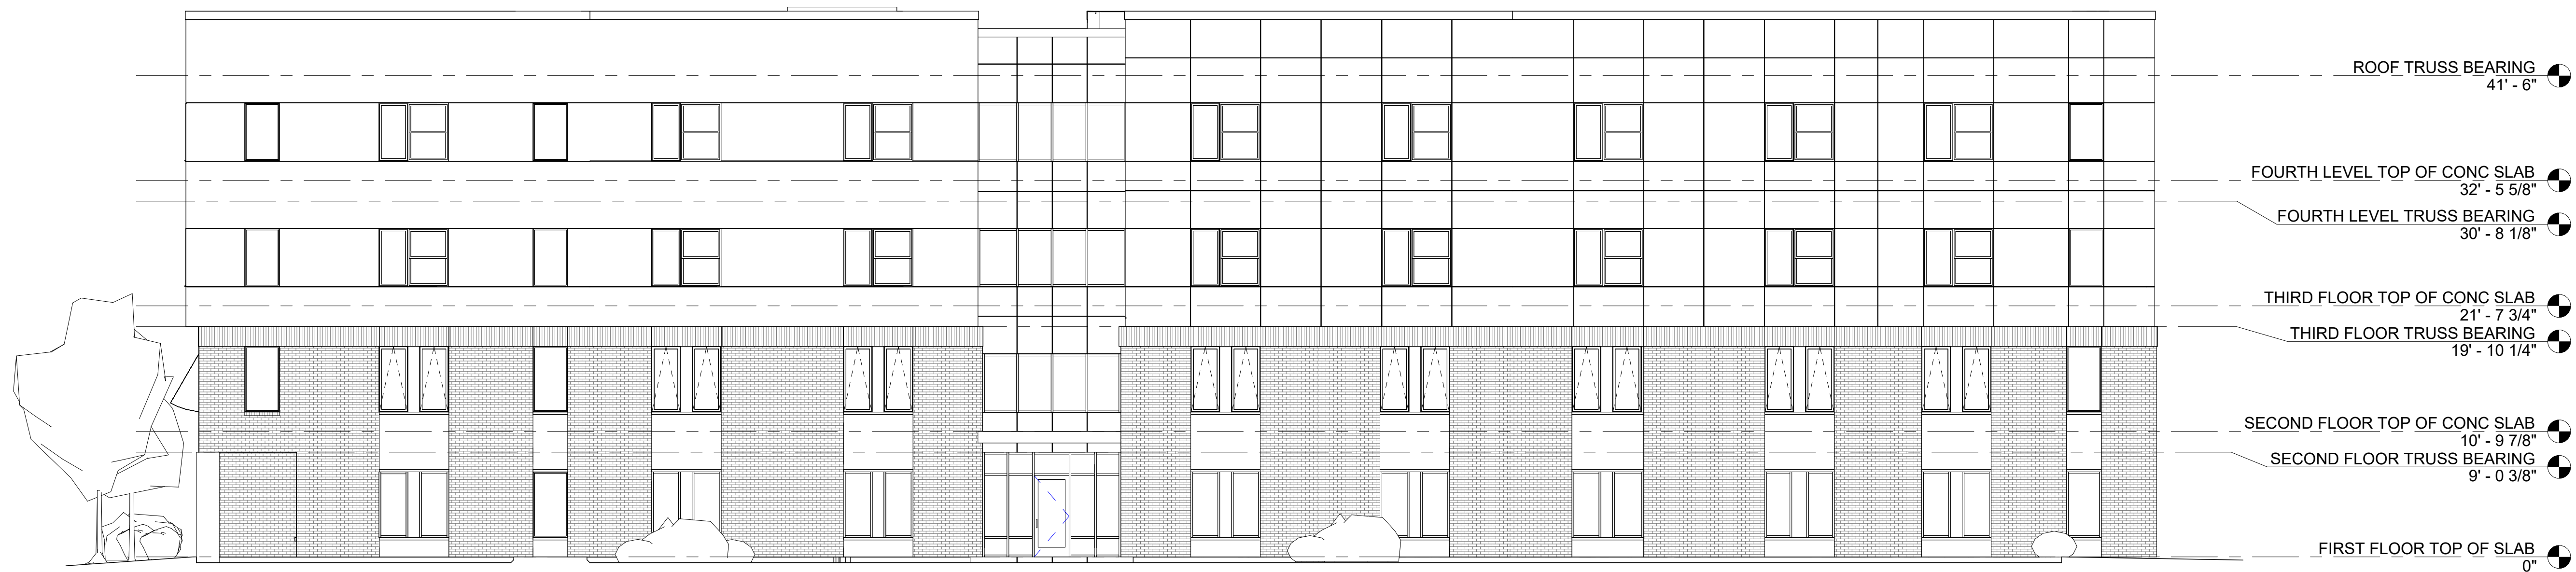 ROOF TRUSS BEARING
41' - 6"
FOURTH LEVEL TOP OF CONC SLAB
32' - 5 5/8"
FOURTH LEVEL TRUSS BEARING
30' - 8 1/8"
THIRD FLOOR TOP OF CONC SLAB
21' - 7 3/4"
THIRD FLOOR TRUSS BEARING
19' - 10 1/4"
SECOND FLOOR TOP OF CONC SLAB
10' - 9 7/8"
SECOND FLOOR TRUSS BEARING
9' - 0 3/8"
FIRST FLOOR TOP OF SLAB
0"